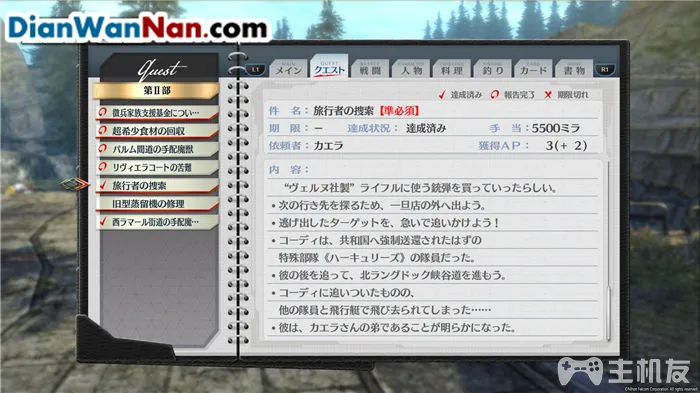 DianWanNan.com
quest
第Ⅱ部
徴兵家族支援基金につい…
超希少食材の回収
パルム間道の手配魔獣
リヴィエラコートの苦難
旅行者の捜索
旧型蒸留機の修理
西ラマール街道の手配魔…
L1
MAIN
メイン
QUEST
クエスト
BATTLE
戦闘
CHARACTER
人物
COOKING
料理
FISHING
釣り
CARD
カード
BOOK
書物
R1
達成済み
報告完了
期限切れ
件 名：旅行者の捜索【準必須】
期 限：－ 達成状況： 達成済み 手 当：5500ミラ
依頼者：カエラ 獲得ＡＰ： 3(+ 2)
内 容：
“ヴェルヌ社製”ライフルに使う銃弾を買っていったらしい。
・次の行き先を探るため、一旦店の外へ出よう。
・逃げ出したターゲットを、急いで追いかけよう！
・コーディは、共和国へ強制送還されたはずの
特殊部隊《ハーキュリーズ》の隊員だった。
・彼の後を追って、北ラングドック峡谷道を進もう。
・コーディに追いついたものの、
他の隊員と飛行艇で飛び去られてしまった……
・彼は、カエラさんの弟であることが明らかになった。
主机友
©Nihon Falcom Corporation. All rights reserved.